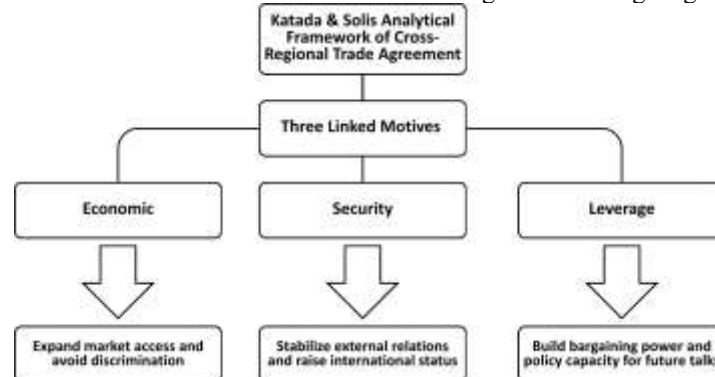 Katada & Solis Analytical
Framework of Cross-
Regional Trade Agreement
Three Linked Motives
Economic
Security
Leverage
Expand market access and
avoid discrimination
Stabilize external relations
and raise international status
Build bargaining power and
policy capacity for future talks